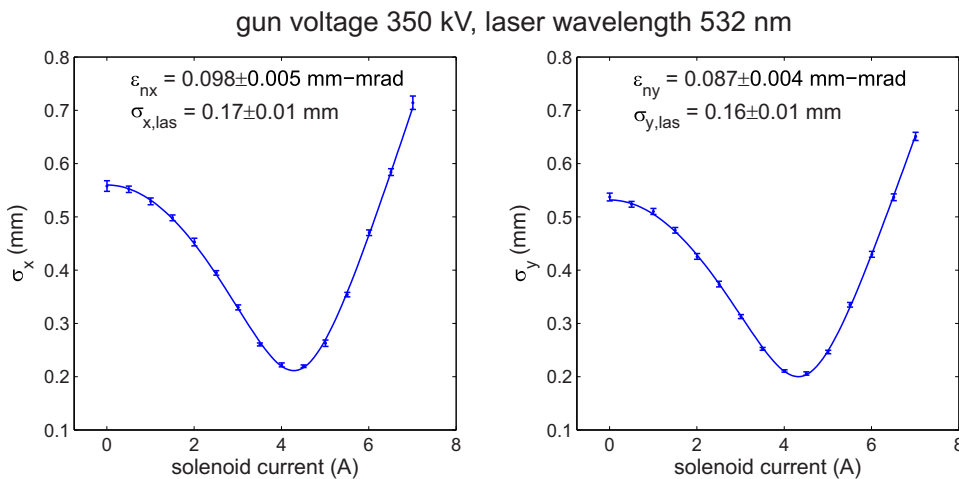 gun voltage 350 kV, laser wavelength 532 nm
εnx = 0.098±0.005 mm−mrad
σx,las = 0.17±0.01 mm
0.8
0.7
0.6
0.5
0.4
0.3
0.2
0.1
σx (mm)
0 2 4 6 8
solenoid current (A)
εny = 0.087±0.004 mm−mrad
σy,las = 0.16±0.01 mm
0.8
0.7
0.6
0.5
0.4
0.3
0.2
0.1
σy (mm)
0 2 4 6 8
solenoid current (A)